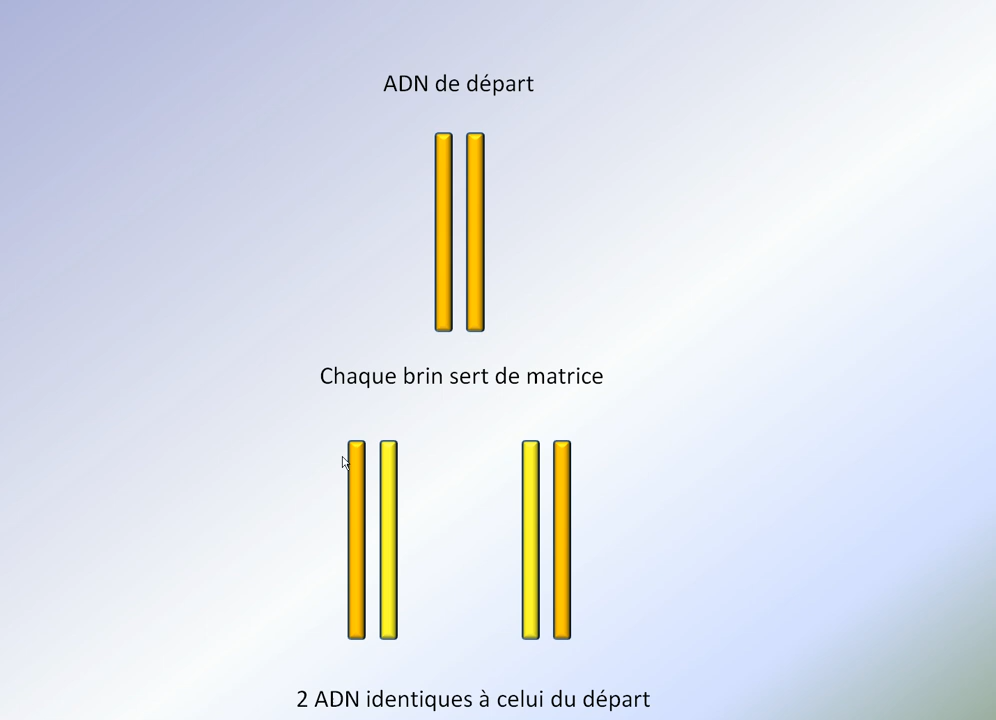 ADN de départ
Chaque brin sert de matrice
2 ADN identiques à celui du départ